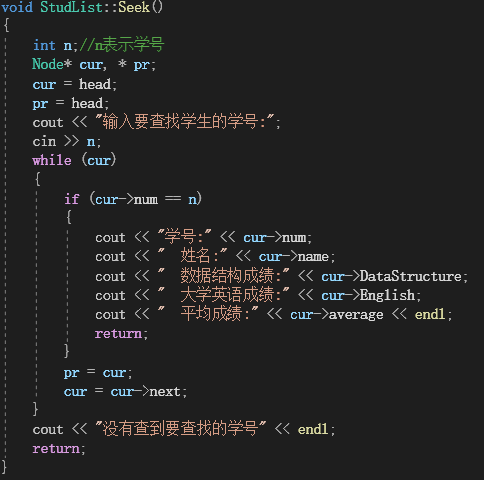 void StudList::Seek()
{
int n;//n表示学号
Node* cur, * pr;
cur = head;
pr = head;
cout << "输入要查找学生的学号:";
cin >> n;
while (cur)
{
if (cur->num == n)
{
cout << "学号:" << cur->num;
cout << "  姓名:" << cur->name;
cout << "  数据结构成绩:" << cur->DataStructure;
cout << "  大学英语成绩:" << cur->English;
cout << "  平均成绩:" << cur->average << endl;
return;
}
pr = cur;
cur = cur->next;
}
cout << "没有查到要查找的学号" << endl;
return;
}